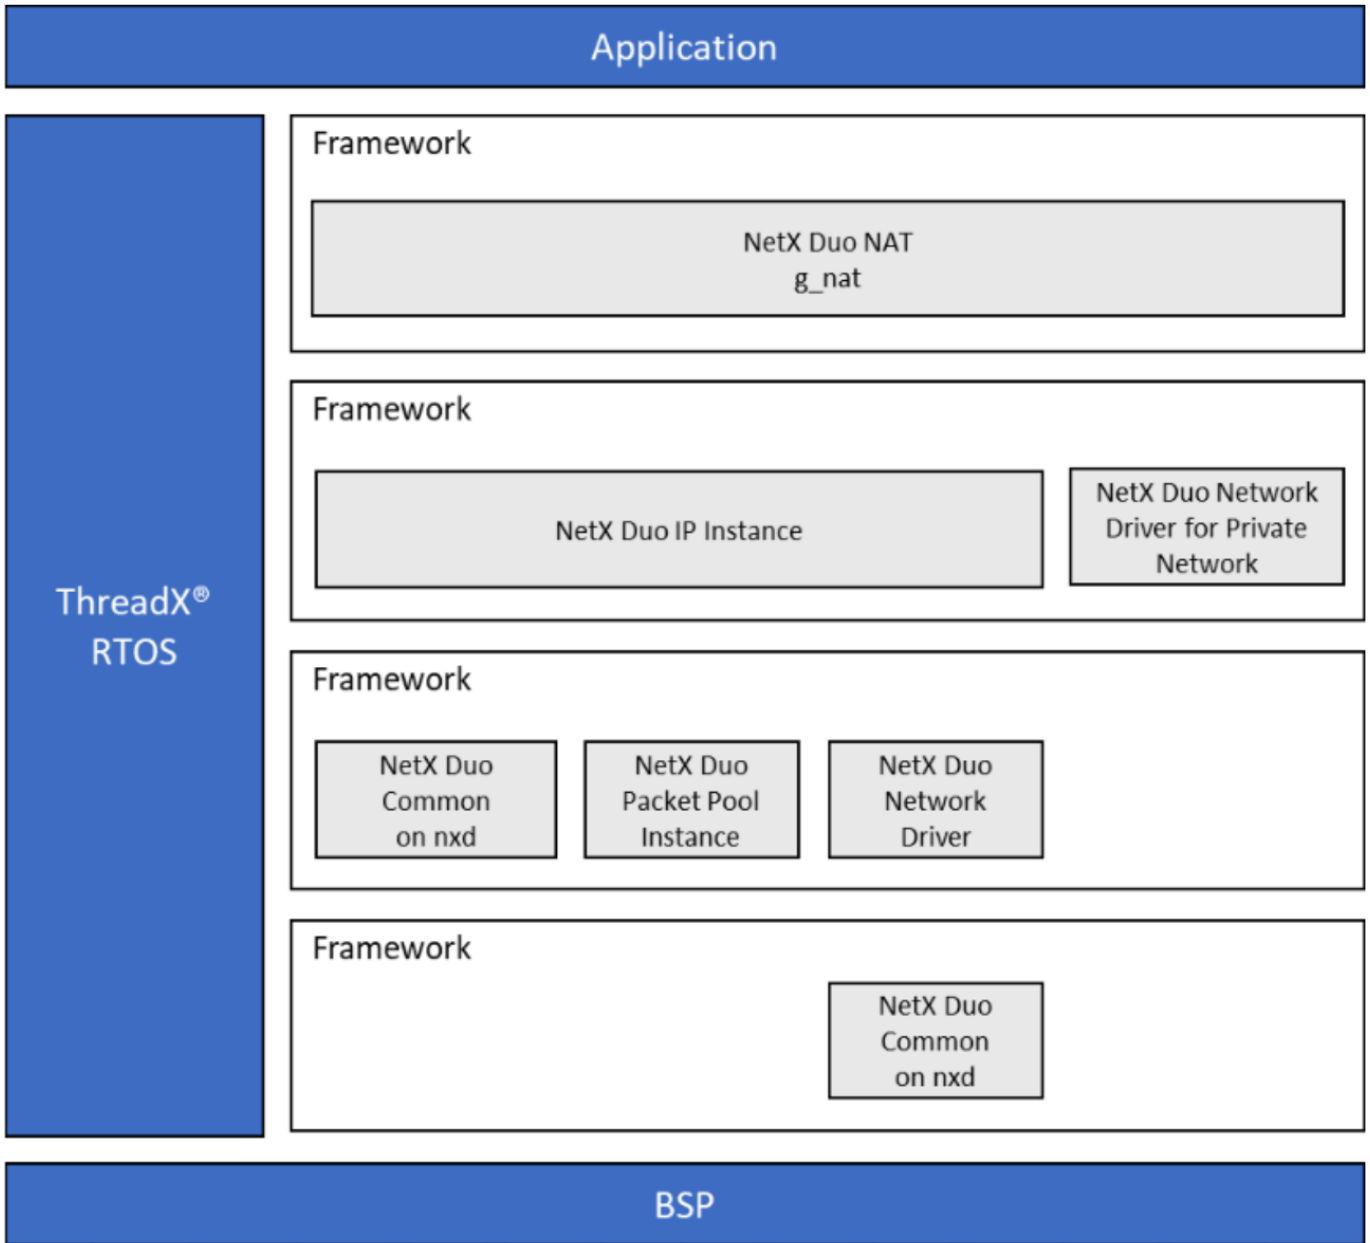 Application
ThreadX®
RTOS
Framework
NetX Duo NAT
g_nat
Framework
NetX Duo IP Instance
NetX Duo Network
Driver for Private
Network
Framework
NetX Duo
Common
on nxd
NetX Duo
Packet Pool
Instance
NetX Duo
Network
Driver
Framework
NetX Duo
Common
on nxd
BSP